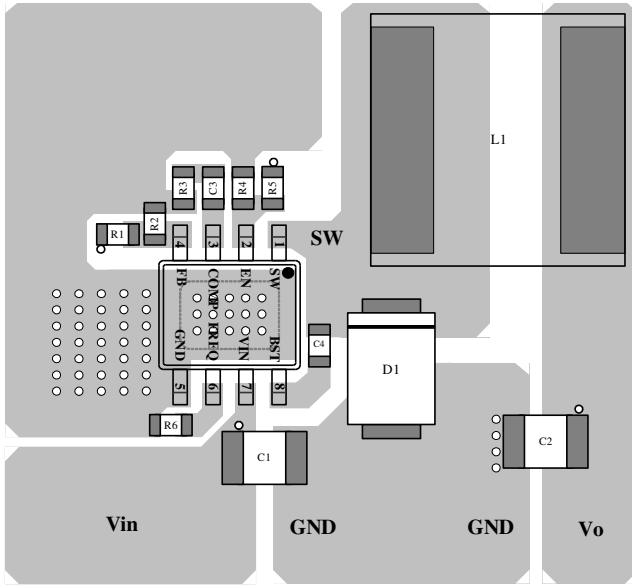 L1
R3
C3
R4
R5
R2
R1
SW
4
3
2
1
FB
COMP
EN
SW
GND
FREQ
VIN
BST
C4
D1
5
6
7
8
R6
C1
C2
Vin
GND
GND
Vo